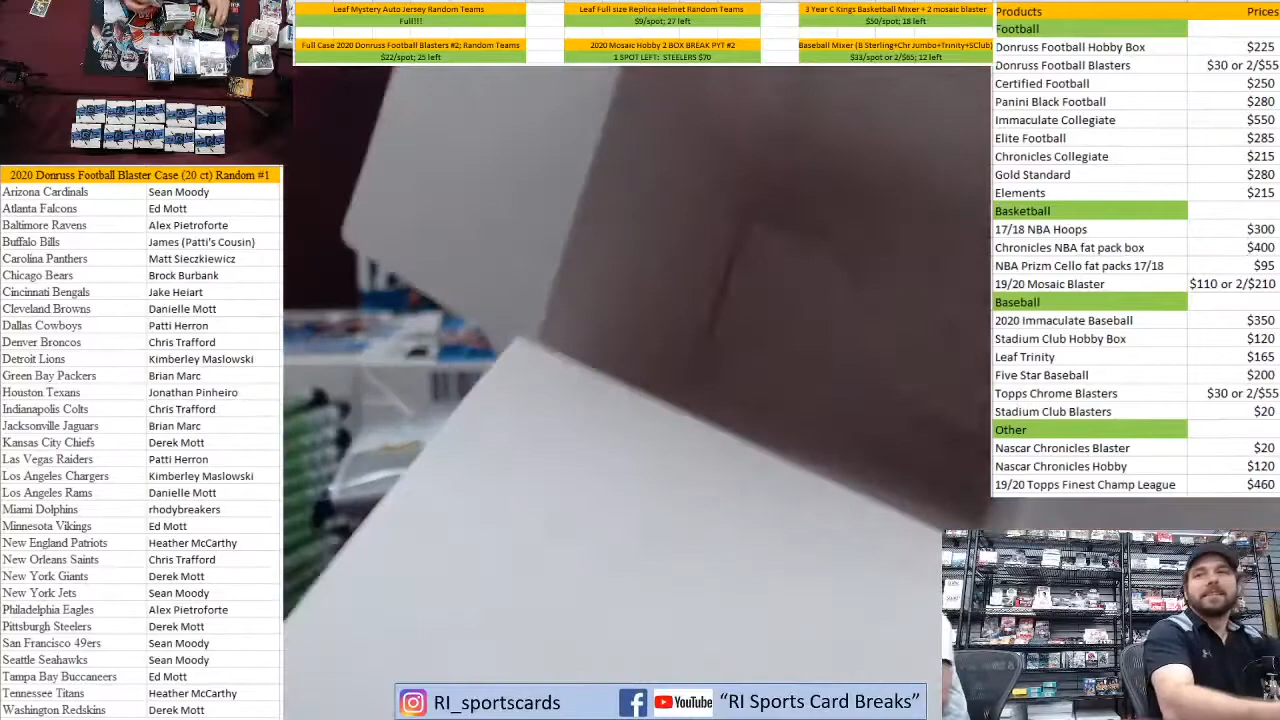 Leaf Mystery Auto Jersey Random Teams
Full!!!
Leaf Full size Replica Helmet Random Teams
$9/spot; 27 left
3 Year C Kings Basketball Mixer + 2 mosaic blaster
$50/spot; 18 left
Full Case 2020 Donruss Football Blasters #2; Random Teams
$22/spot; 25 left
2020 Mosaic Hobby 2 BOX BREAK PYT #2
1 SPOT LEFT: STEELERS $70
Baseball Mixer (B Sterling+Chr Jumbo+Trinity+SClub)
$33/spot or 2/$65; 12 left
Products Prices
Football
Donruss Football Hobby Box $225
Donruss Football Blasters $30 or 2/$55
Certified Football $250
Panini Black Football $280
Immaculate Collegiate $550
Elite Football $285
Chronicles Collegiate $215
Gold Standard $280
Elements $215
Basketball
17/18 NBA Hoops $300
Chronicles NBA fat pack box $400
NBA Prizm Cello fat packs 17/18 $95
19/20 Mosaic Blaster $110 or 2/$210
Baseball
2020 Immaculate Baseball $350
Stadium Club Hobby Box $120
Leaf Trinity $165
Five Star Baseball $200
Topps Chrome Blasters $30 or 2/$55
Stadium Club Blasters $20
Other
Nascar Chronicles Blaster $20
Nascar Chronicles Hobby $120
19/20 Topps Finest Champ League $460
2020 Donruss Football Blaster Case (20 ct) Random #1
Arizona Cardinals Sean Moody
Atlanta Falcons Ed Mott
Baltimore Ravens Alex Pietroforte
Buffalo Bills James (Patti's Cousin)
Carolina Panthers Matt Sieczkiewicz
Chicago Bears Brock Burbank
Cincinnati Bengals Jake Heiart
Cleveland Browns Danielle Mott
Dallas Cowboys Patti Herron
Denver Broncos Chris Trafford
Detroit Lions Kimberley Maslowski
Green Bay Packers Brian Marc
Houston Texans Jonathan Pinheiro
Indianapolis Colts Chris Trafford
Jacksonville Jaguars Brian Marc
Kansas City Chiefs Derek Mott
Las Vegas Raiders Patti Herron
Los Angeles Chargers Kimberley Maslowski
Los Angeles Rams Danielle Mott
Miami Dolphins rhodybreakers
Minnesota Vikings Ed Mott
New England Patriots Heather McCarthy
New Orleans Saints Chris Trafford
New York Giants Derek Mott
New York Jets Sean Moody
Philadelphia Eagles Alex Pietroforte
Pittsburgh Steelers Derek Mott
San Francisco 49ers Sean Moody
Seattle Seahawks Sean Moody
Tampa Bay Buccaneers Ed Mott
Tennessee Titans Heather McCarthy
Washington Redskins Derek Mott
RI_sportscards YouTube "RI Sports Card Breaks"